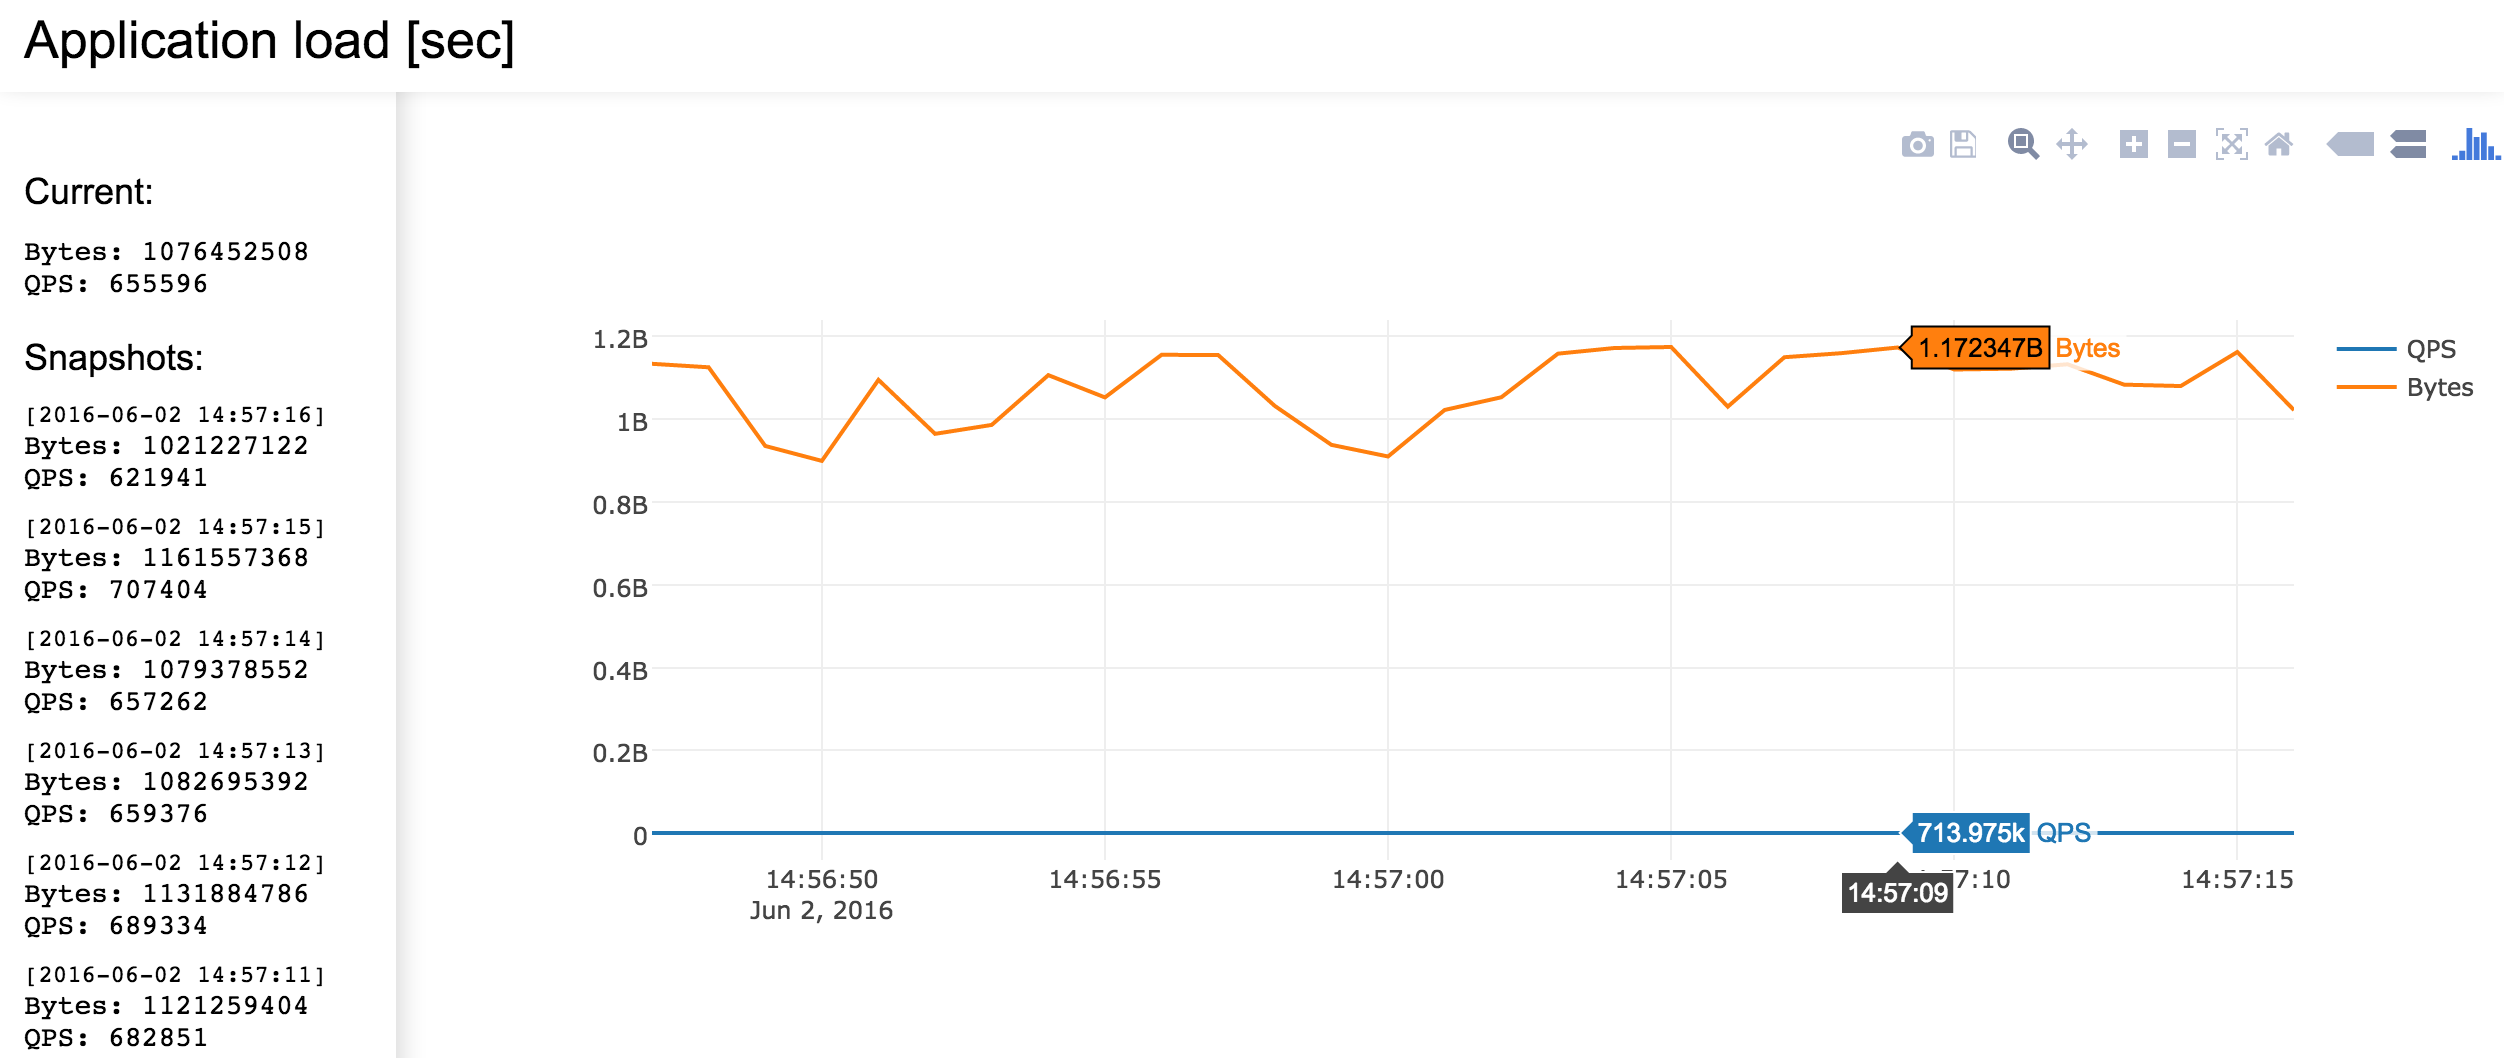 Application load [sec]
Current:
Bytes: 1076452508
QPS: 655596
Snapshots:
[2016-06-02 14:57:16]
Bytes: 1021227122
QPS: 621941
[2016-06-02 14:57:15]
Bytes: 1161557368
QPS: 707404
[2016-06-02 14:57:14]
Bytes: 1079378552
QPS: 657262
[2016-06-02 14:57:13]
Bytes: 1082695392
QPS: 659376
[2016-06-02 14:57:12]
Bytes: 1131884786
QPS: 689334
[2016-06-02 14:57:11]
Bytes: 1121259404
QPS: 682851
1.2B
1B
0.8B
0.6B
0.4B
0.2B
0
1.172347B Bytes
713.975k QPS
14:56:50
Jun 2, 2016
14:56:55
14:57:00
14:57:05
14:57:09
57:10
14:57:15
QPS
Bytes